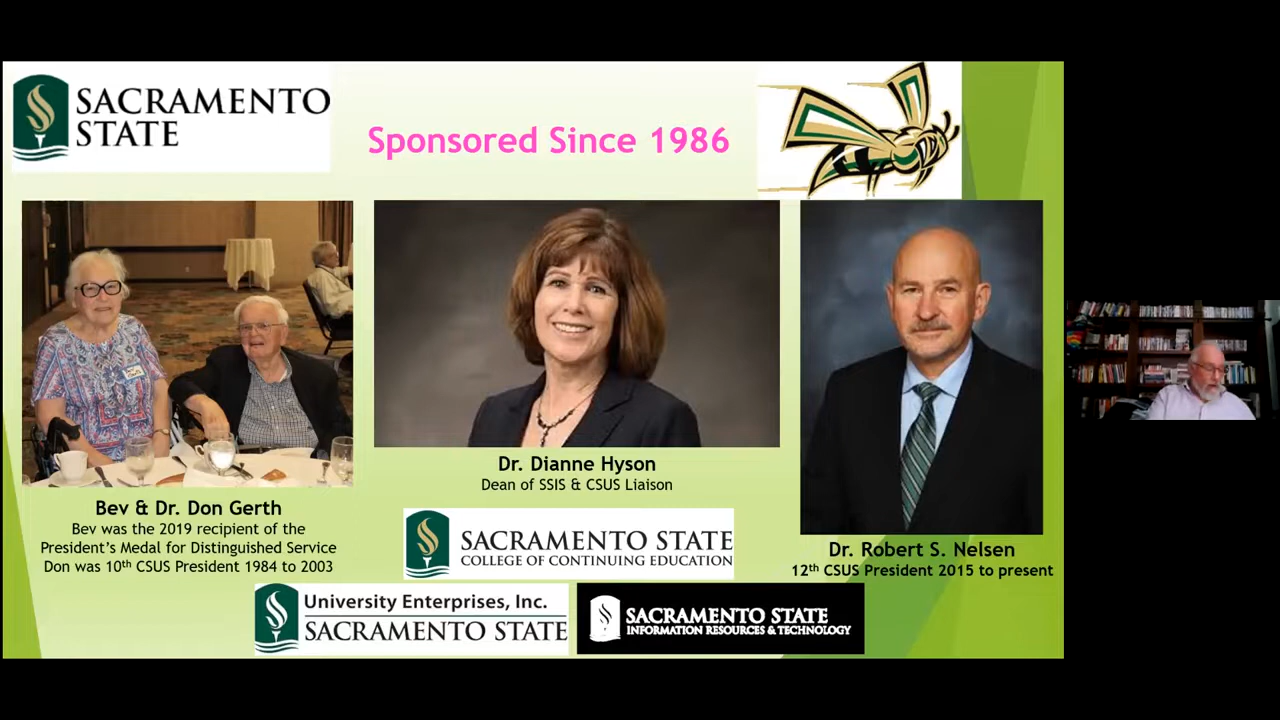 SACRAMENTO
STATE
Sponsored Since 1986
Bev & Dr. Don Gerth
Bev was the 2019 recipient of the
President's Medal for Distinguished Service
Don was 10th CSUS President 1984 to 2003
Dr. Dianne Hyson
Dean of SSIS & CSUS Liaison
SACRAMENTO STATE
COLLEGE OF CONTINUING EDUCATION
Dr. Robert S. Nelsen
12th CSUS President 2015 to present
University Enterprises, Inc.
SACRAMENTO STATE
SACRAMENTO STATE
INFORMATION RESOURCES & TECHNOLOGY